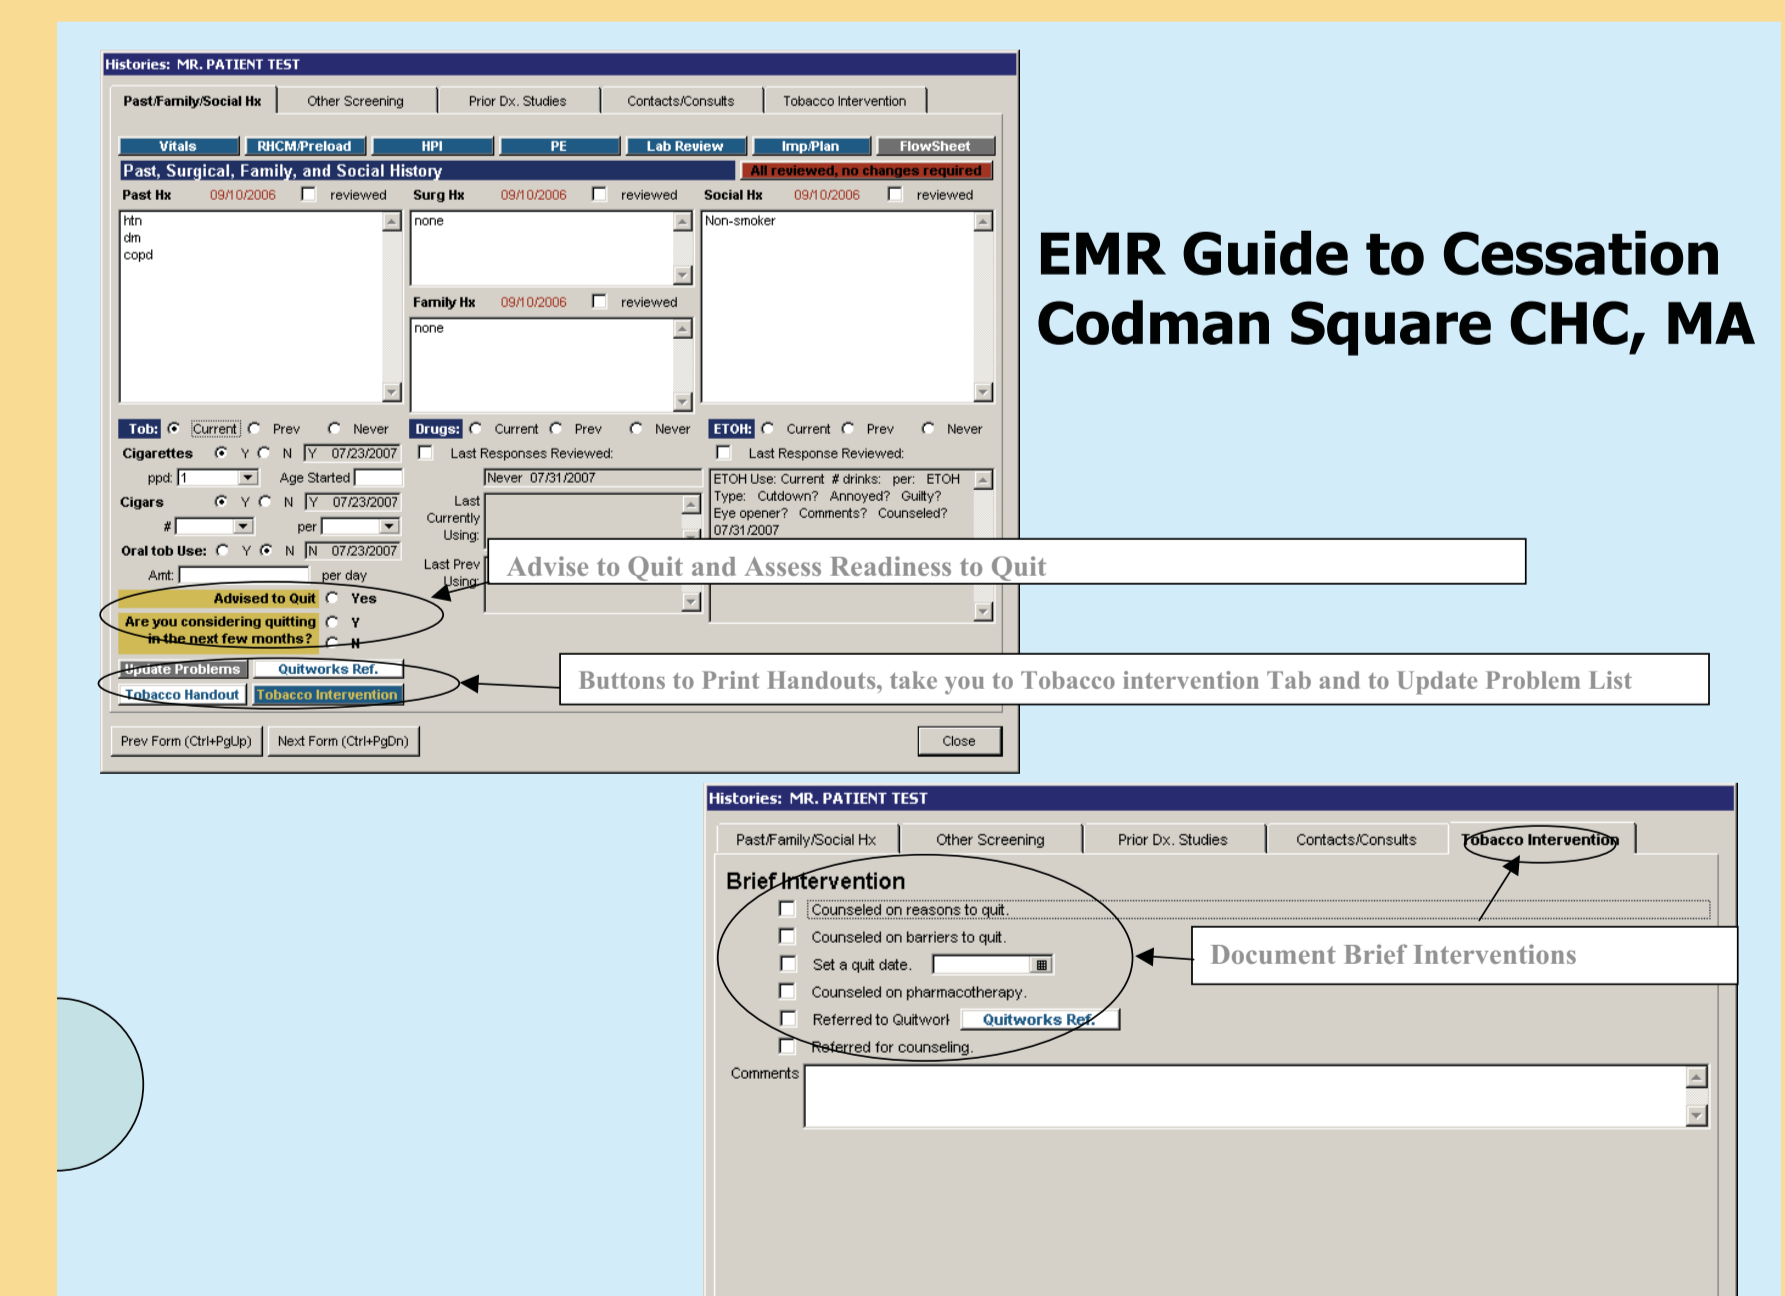 Histories: MR. PATIENT TEST
Past/Family/Social Hx Other Screening Prior Dx. Studies Contacts/Consults Tobacco Intervention
Vitals RHCM/Preload HPI PE Lab Review Imp/Plan FlowSheet
Past, Surgical, Family, and Social History All reviewed, no changes required
Past Hx 09/10/2006 reviewed Surg Hx 09/10/2006 reviewed Social Hx 09/10/2006 reviewed
htn none Non-smoker
dm
copd
Family Hx 09/10/2006 reviewed
none
EMR Guide to Cessation
Codman Square CHC, MA
Tob: Current Prev Never Drugs: Current Prev Never ETOH: Current Prev Never
Cigarettes Y N Y 07/23/2007 Last Responses Reviewed: Last Response Reviewed:
ppd: 1 Age Started Never 07/31/2007 ETOH Use: Current # drinks: per: ETOH
Cigars Y N Y 07/23/2007 Last Type: Cutdown? Annoyed? Guilty?
# per Currently Eye opener? Comments? Counseled?
Using: 07/31/2007
Oral tob Use: Y N N 07/23/2007
Amt: per day Last Prev
Using:
Advise to Quit and Assess Readiness to Quit
Advised to Quit Yes
Are you considering quitting Y
in the next few months? N
Update Problems Quitworks Ref.
Tobacco Handout Tobacco Intervention
Buttons to Print Handouts, take you to Tobacco intervention Tab and to Update Problem List
Prev Form (Ctrl+PgUp) Next Form (Ctrl+PgDn) Close
Histories: MR. PATIENT TEST
Past/Family/Social Hx Other Screening Prior Dx. Studies Contacts/Consults Tobacco Intervention
Brief Intervention
Counseled on reasons to quit.
Counseled on barriers to quit.
Set a quit date.
Counseled on pharmacotherapy.
Referred to Quitwork Quitworks Ref.
Referred for counseling.
Document Brief Interventions
Comments